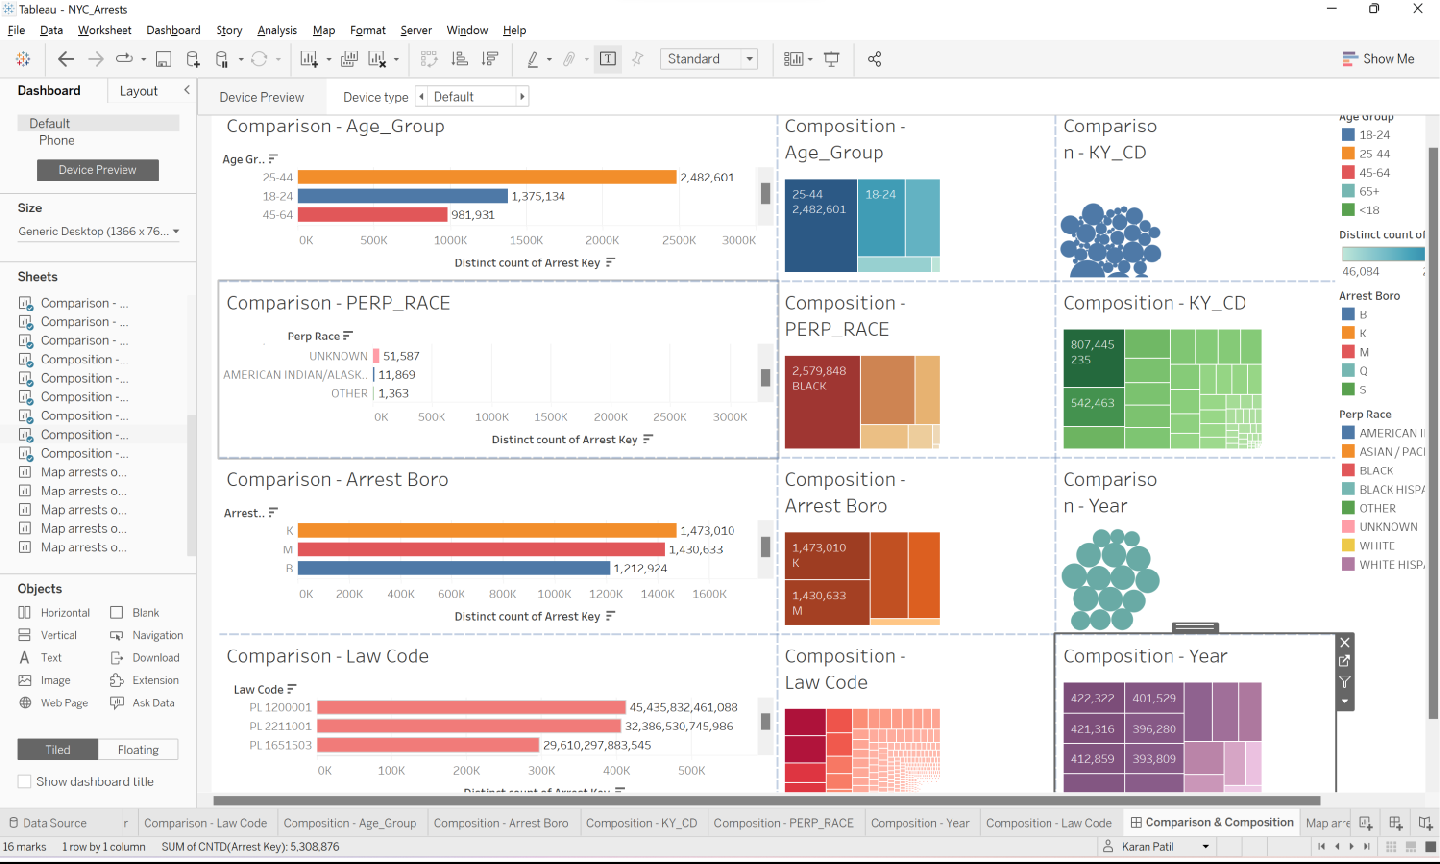 Tableau - NYC_Arrests
File Data Worksheet Dashboard Story Analysis Map Format Server Window Help
Standard
Show Me
Dashboard
Layout
Device Preview
Device type
Default
Default
Phone
Device Preview
Size
Generic Desktop (1366 x 76...
Sheets
Comparison - ...
Comparison - ...
Comparison - ...
Composition -...
Composition -...
Composition -...
Composition -...
Composition -...
Composition -...
Map arrests o...
Map arrests o...
Map arrests o...
Map arrests o...
Map arrests o...
Objects
Horizontal
Blank
Vertical
Navigation
Text
Download
Image
Extension
Web Page
Ask Data
Tiled
Floating
Show dashboard title
Comparison - Age_Group
Age Gr..
25-44
2,482,601
18-24
1,375,134
45-64
981,931
0K 500K 1000K 1500K 2000K 2500K 3000K
Distinct count of Arrest Key
Composition -
Age_Group
25-44
2,482,601
18-24
Compariso
n - KY_CD
Comparison - PERP_RACE
Perp Race
UNKNOWN
51,587
AMERICAN INDIAN/ALASK..
11,869
OTHER
1,363
0K 500K 1000K 1500K 2000K 2500K 3000K
Distinct count of Arrest Key
Composition -
PERP_RACE
2,579,848
BLACK
Composition - KY_CD
807,445
235
542,463
Comparison - Arrest Boro
Arrest..
K
1,473,010
M
1,430,633
B
1,212,924
0K 200K 400K 600K 800K 1000K 1200K 1400K 1600K
Distinct count of Arrest Key
Composition -
Arrest Boro
1,473,010
K
1,430,633
M
Compariso
n - Year
Comparison - Law Code
Law Code
PL 1200001
45,435,832,461,088
PL 2211001
32,386,530,745,986
PL 1651503
29,610,297,883,545
0K 100K 200K 300K 400K 500K
Distinct count of Arrest Key
Composition -
Law Code
Composition - Year
422,322
401,529
421,316
396,280
412,859
393,809
Age Group
18-24
25-44
45-64
65+
<18
Distinct count of
46,084
Arrest Boro
B
K
M
Q
S
Perp Race
AMERICAN I
ASIAN / PAC
BLACK
BLACK HISPA
OTHER
UNKNOWN
WHITE
WHITE HISP
Data Source
r
Comparison - Law Code
Composition - Age_Group
Composition - Arrest Boro
Composition - KY_CD
Composition - PERP_RACE
Composition - Year
Composition - Law Code
Comparison & Composition
Map arre
16 marks
1 row by 1 column
SUM of CNTD(Arrest Key): 5,308,876
Karan Patil